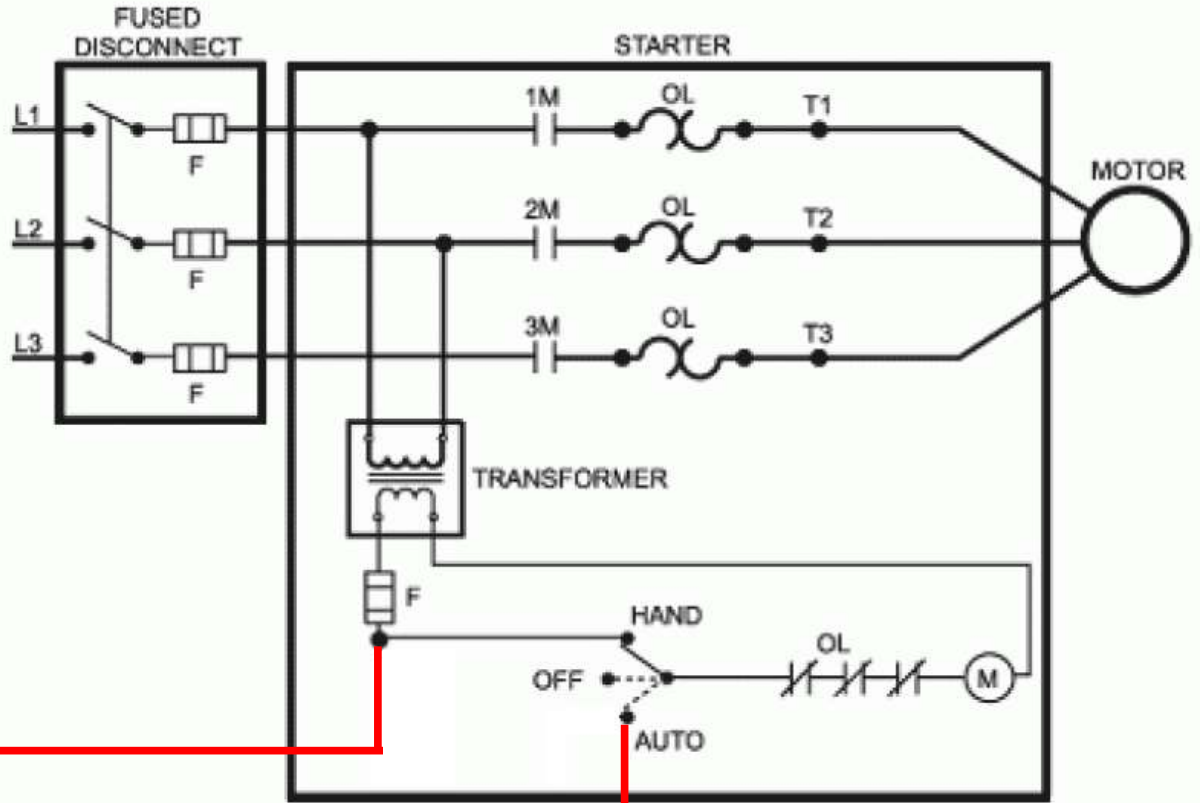 FUSED
DISCONNECT
STARTER
L1
F
1M
OL
T1
MOTOR
L2
F
2M
OL
T2
L3
F
3M
OL
T3
TRANSFORMER
F
HAND
OFF
OL
M
AUTO